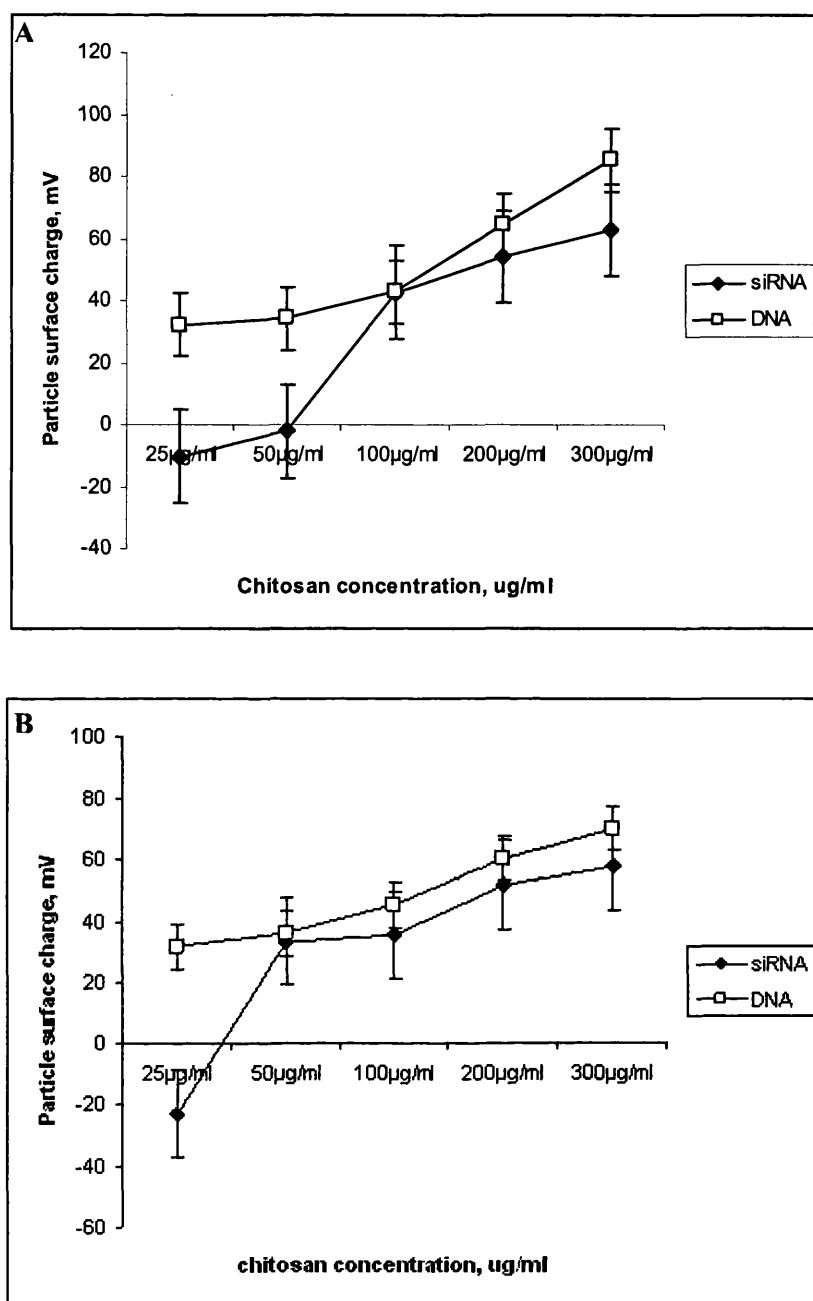 A
120
100
80
60
40
20
0
-20
-40
Particle surface charge, mV
25µg/ml 50µg/ml 100µg/ml 200µg/ml 300µg/ml
Chitosan concentration, ug/ml
siRNA
DNA
B
100
80
60
40
20
0
-20
-40
-60
Particle surface charge, mV
25µg/ml 50µg/ml 100µg/ml 200µg/ml 300µg/ml
chitosan concentration, ug/ml
siRNA
DNA